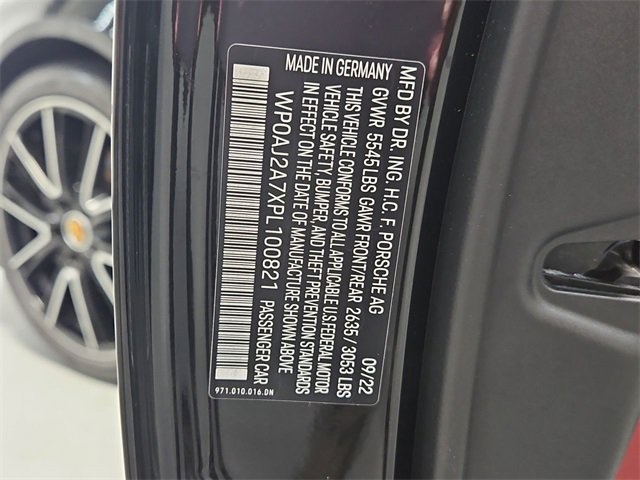 MFD BY DR. ING. H.C. F. PORSCHE AG
GVWR 5545 LBS GAWR FRONT/REAR 2635 / 3053 LBS
09/22
THIS VEHICLE CONFORMS TO ALL APPLICABLE U.S. FEDERAL MOTOR
VEHICLE SAFETY, BUMPER, AND THEFT PREVENTION STANDARDS
IN EFFECT ON THE DATE OF MANUFACTURE SHOWN ABOVE
WP0AJ2A7XPL100821 PASSENGER CAR
MADE IN GERMANY
971.010.016.DN